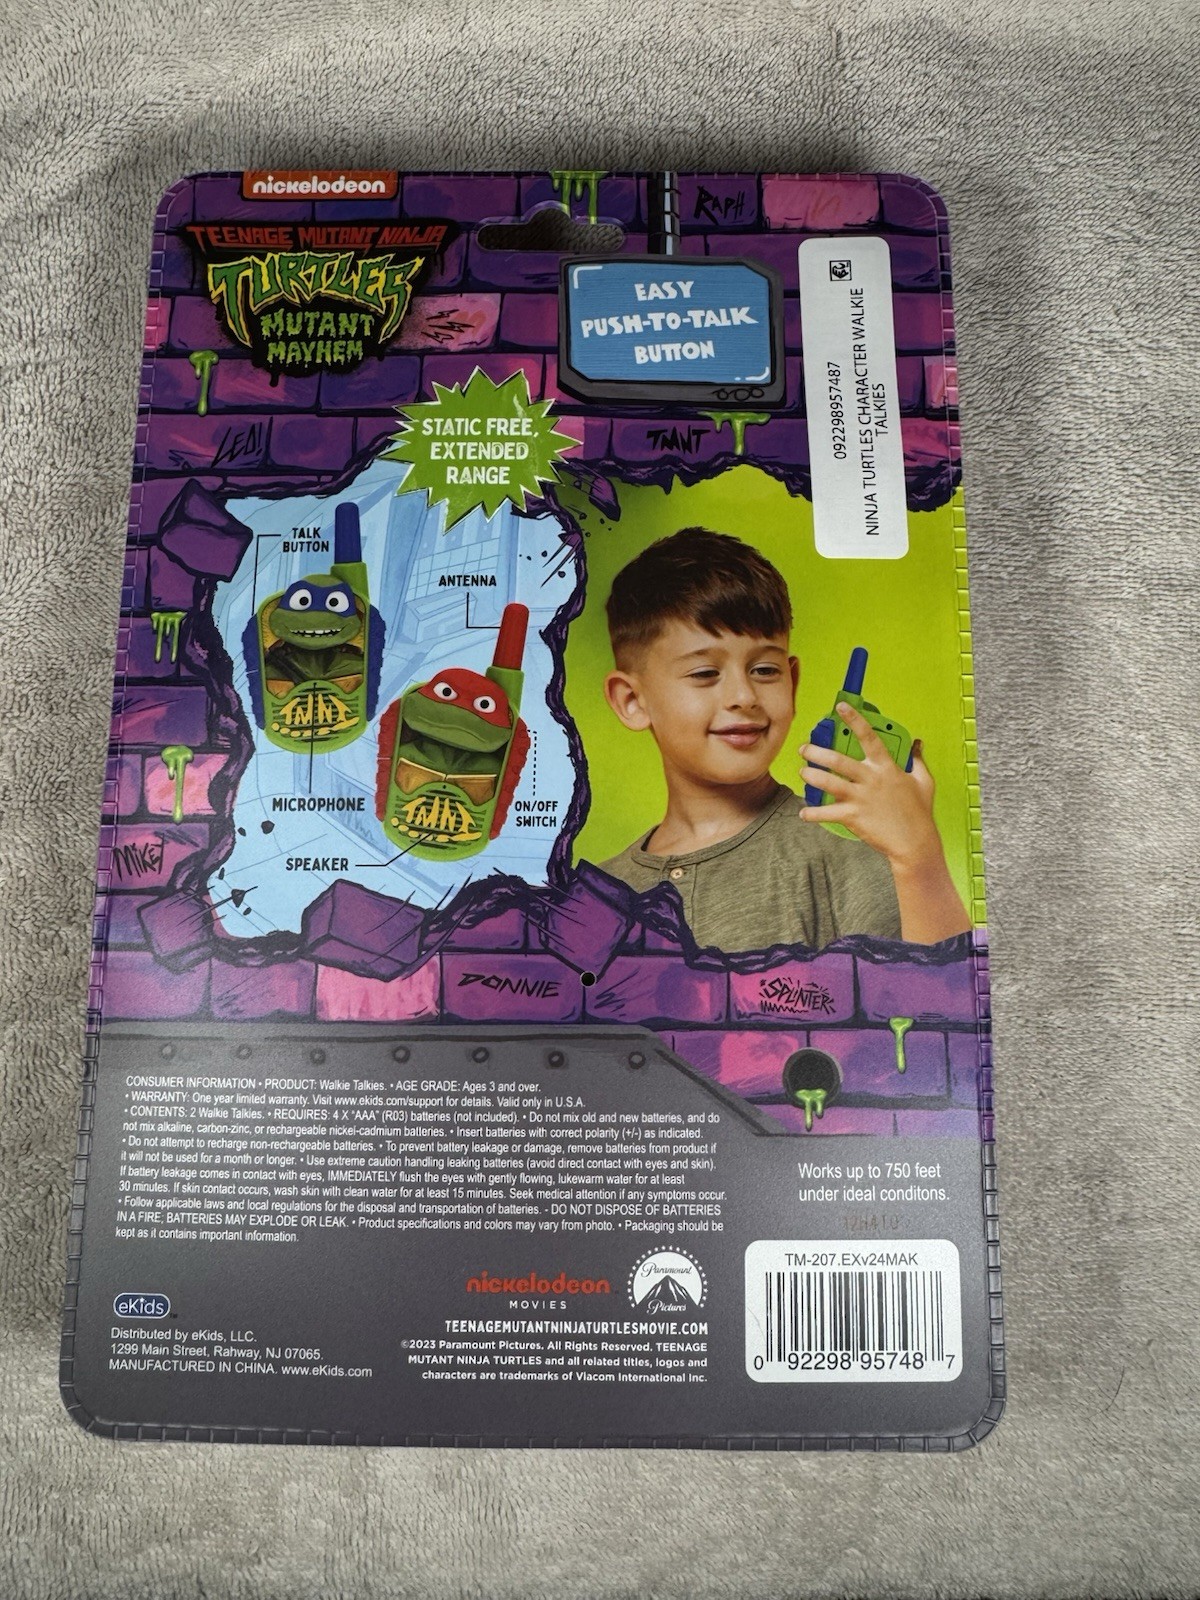 nickelodeon
TEENAGE MUTANT NINJA
TURTLES
MUTANT
MAYHEM
RAPH
EASY
PUSH-TO-TALK
BUTTON
092298957487
NINJA TURTLES CHARACTER WALKIE
TALKIES
LEO!
STATIC FREE,
EXTENDED
RANGE
TMNT
TALK
BUTTON
ANTENNA
TMNT
TMNT
MICROPHONE
ON/OFF
SWITCH
SPEAKER
MIKEY
DONNIE
SPLINTER
CONSUMER INFORMATION • PRODUCT: Walkie Talkies. • AGE GRADE: Ages 3 and over.
• WARRANTY: One year limited warranty. Visit www.ekids.com/support for details. Valid only in U.S.A.
• CONTENTS: 2 Walkie Talkies. • REQUIRES: 4 X "AAA" (R03) batteries (not included). • Do not mix old and new batteries, and do
not mix alkaline, carbon-zinc, or rechargeable nickel-cadmium batteries. • Insert batteries with correct polarity (+/-) as indicated.
• Do not attempt to recharge non-rechargeable batteries. • To prevent battery leakage or damage, remove batteries from product if
it will not be used for a month or longer. • Use extreme caution handling leaking batteries (avoid direct contact with eyes and skin).
If battery leakage comes in contact with eyes, IMMEDIATELY flush the eyes with gently flowing, lukewarm water for at least
30 minutes. If skin contact occurs, wash skin with clean water for at least 15 minutes. Seek medical attention if any symptoms occur.
• Follow applicable laws and local regulations for the disposal and transportation of batteries. - DO NOT DISPOSE OF BATTERIES
IN A FIRE; BATTERIES MAY EXPLODE OR LEAK. • Product specifications and colors may vary from photo. • Packaging should be
kept as it contains important information.
Works up to 750 feet
under ideal conditons.
TM-207.EXv24MAK
0 92298 95748 7
nickelodeon
MOVIES
Paramount
Pictures
TEENAGEMUTANTNINJATURTLESMOVIE.COM
©2023 Paramount Pictures. All Rights Reserved. TEENAGE
MUTANT NINJA TURTLES and all related titles, logos and
characters are trademarks of Viacom International Inc.
eKids
Distributed by eKids, LLC.
1299 Main Street, Rahway, NJ 07065.
MANUFACTURED IN CHINA. www.eKids.com